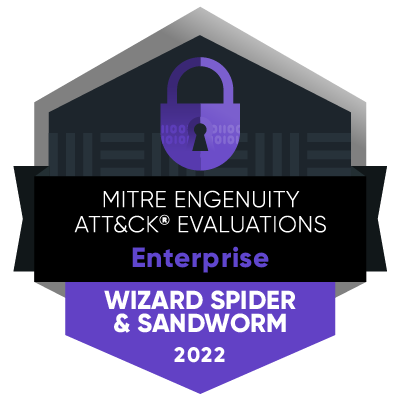 MITRE ENGENUITY
ATT&CK® EVALUATIONS
Enterprise
WIZARD SPIDER
& SANDWORM
2022